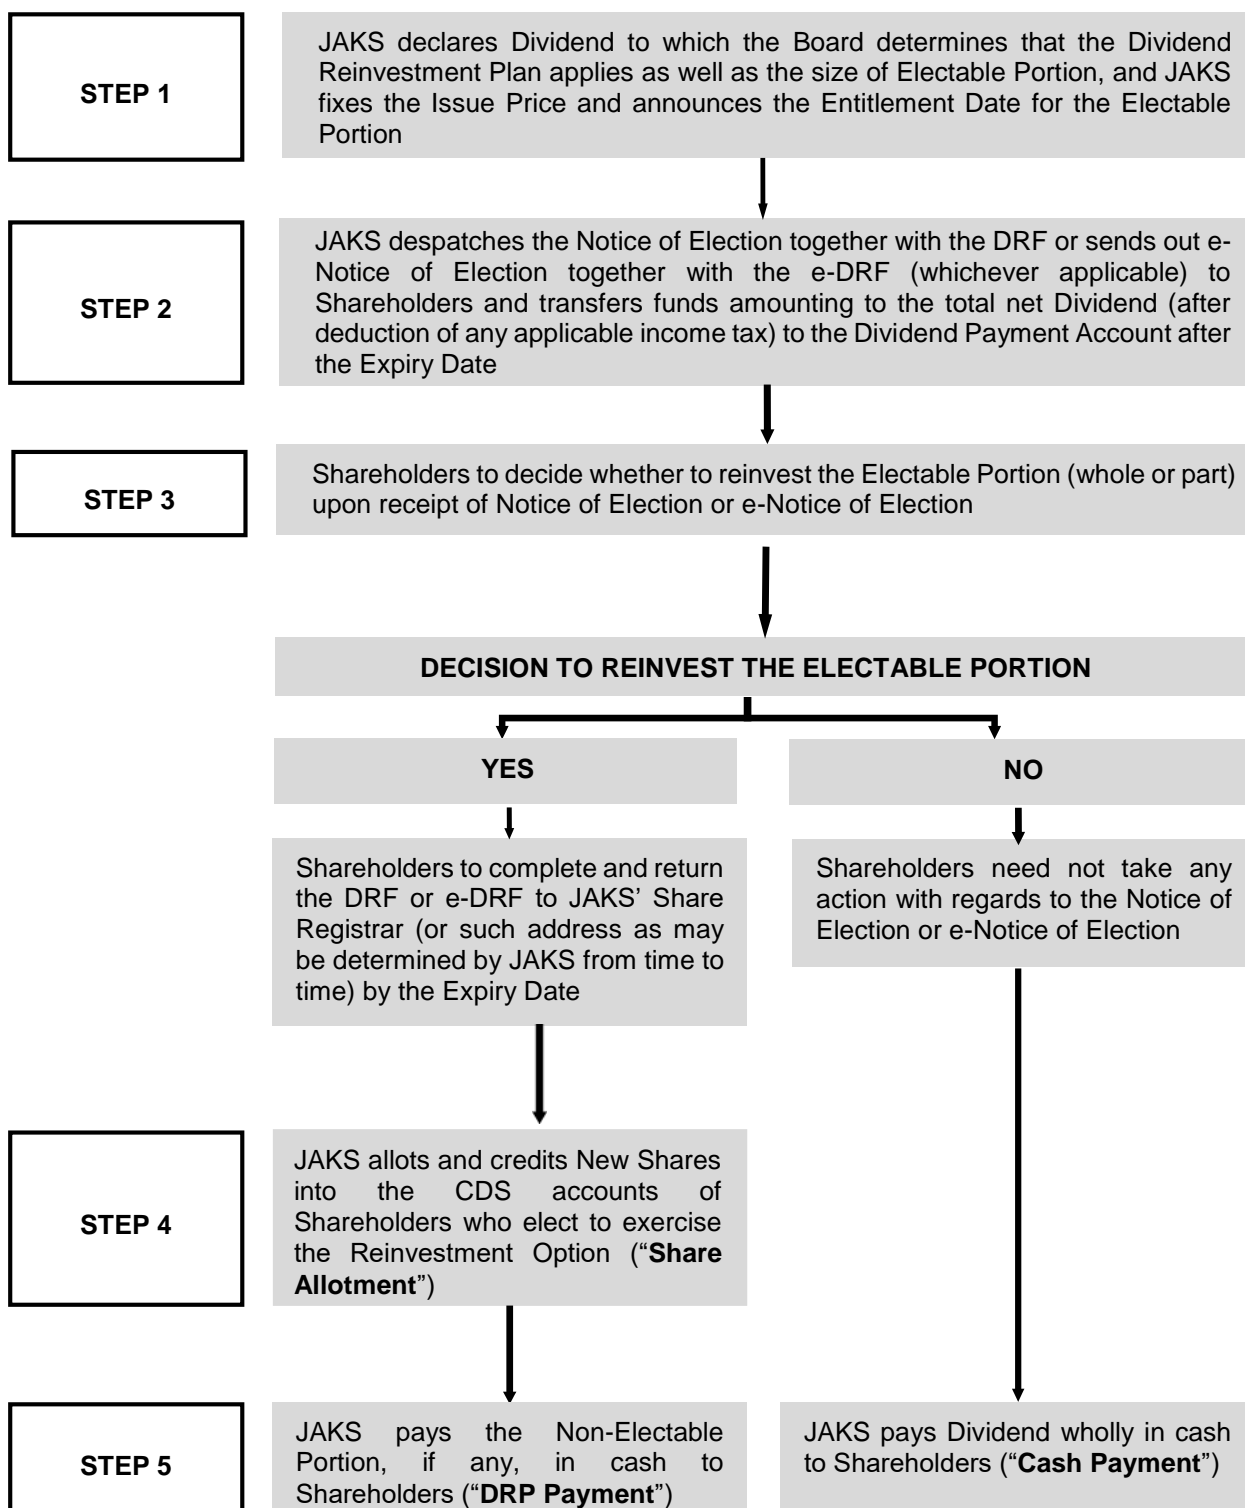 STEP 1
JAKS declares Dividend to which the Board determines that the Dividend
Reinvestment Plan applies as well as the size of Electable Portion, and JAKS
fixes the Issue Price and announces the Entitlement Date for the Electable
Portion
STEP 2
JAKS despatches the Notice of Election together with the DRF or sends out e-
Notice of Election together with the e-DRF (whichever applicable) to
Shareholders and transfers funds amounting to the total net Dividend (after
deduction of any applicable income tax) to the Dividend Payment Account after
the Expiry Date
STEP 3
Shareholders to decide whether to reinvest the Electable Portion (whole or part)
upon receipt of Notice of Election or e-Notice of Election
DECISION TO REINVEST THE ELECTABLE PORTION
YES
Shareholders to complete and return
the DRF or e-DRF to JAKS’ Share
Registrar (or such address as may
be determined by JAKS from time to
time) by the Expiry Date
NO
Shareholders need not take any
action with regards to the Notice of
Election or e-Notice of Election
STEP 4
JAKS allots and credits New Shares
into the CDS accounts of
Shareholders who elect to exercise
the Reinvestment Option (“Share
Allotment”)
STEP 5
JAKS pays the Non-Electable
Portion, if any, in cash to
Shareholders (“DRP Payment”)
JAKS pays Dividend wholly in cash
to Shareholders (“Cash Payment”)